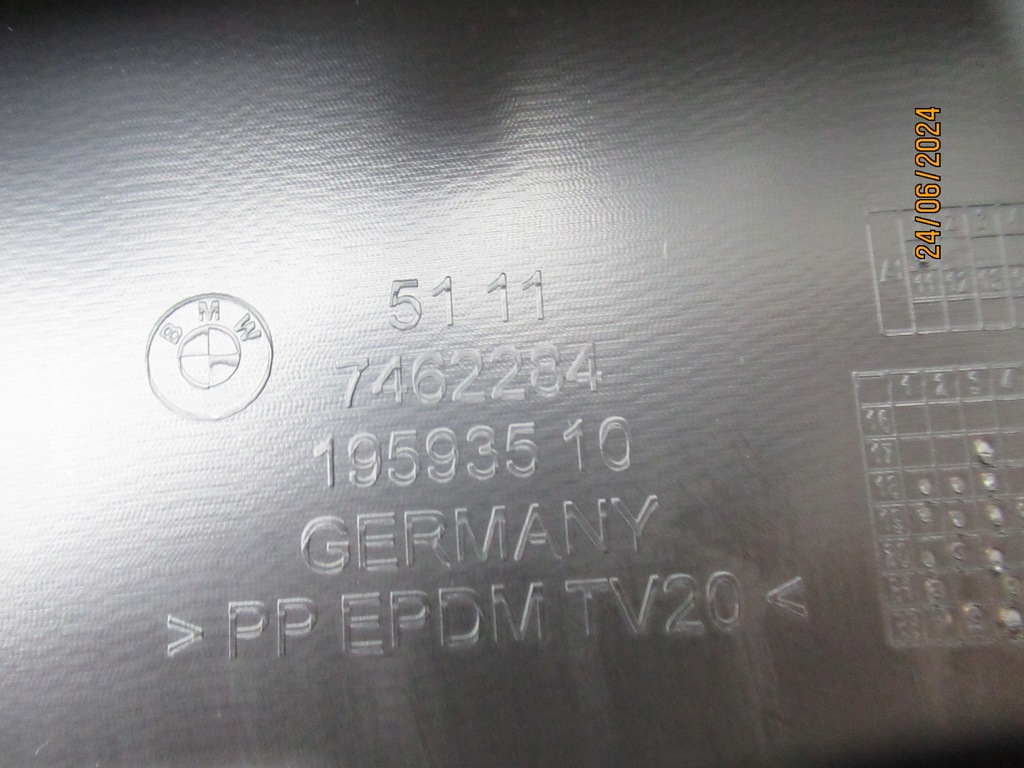 24/06/2024
BMW
51 11
7462284
195935 10
GERMANY
> PP EPDM TV20 <